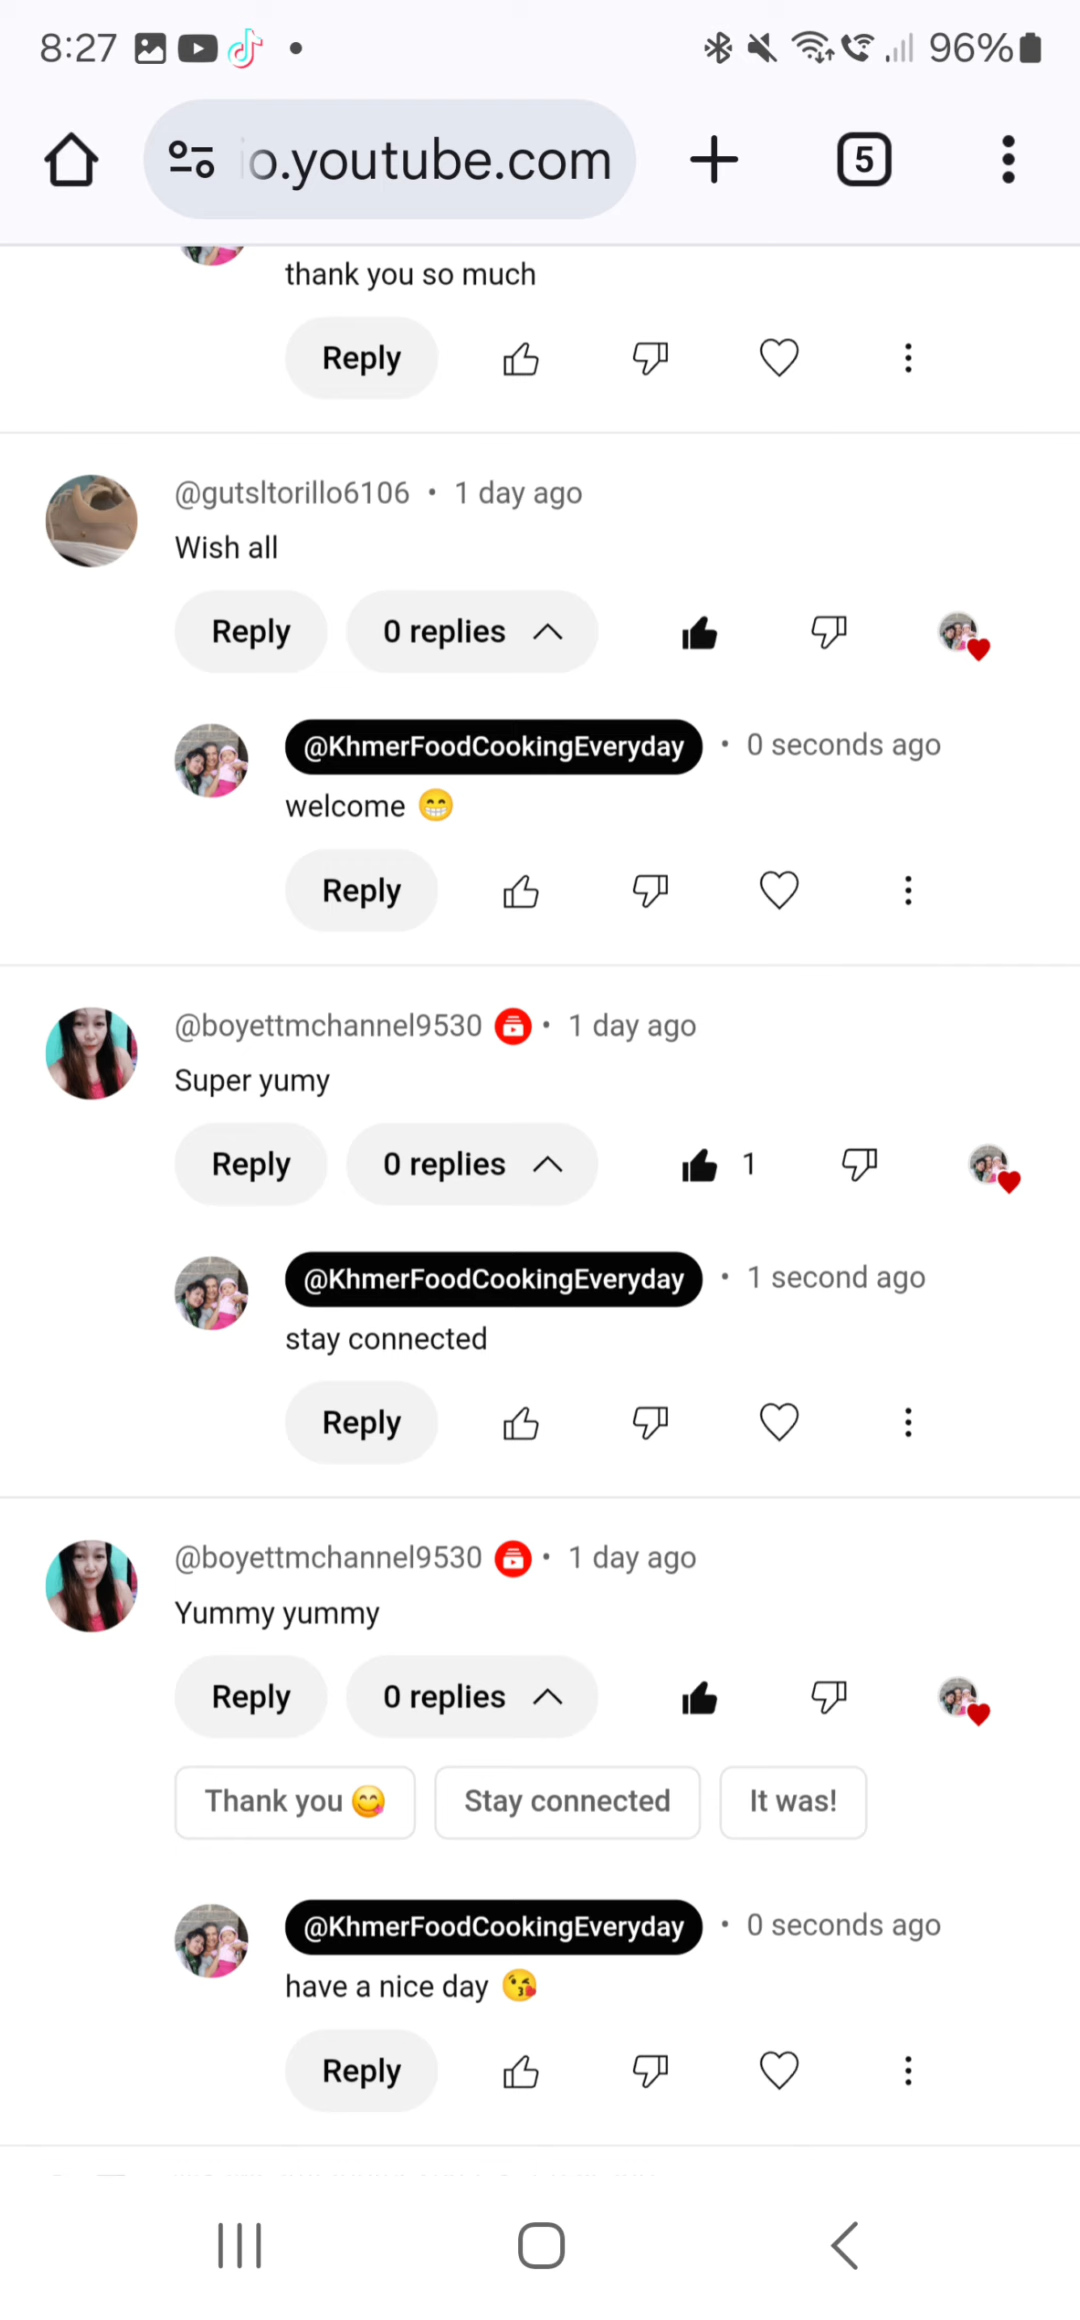 8:27
96%
o.youtube.com
5
thank you so much
Reply
@gutsltorillo6106 • 1 day ago
Wish all
Reply
0 replies
@KhmerFoodCookingEveryday • 0 seconds ago
welcome 😁
Reply
@boyettmchannel9530 • 1 day ago
Super yumy
Reply
0 replies
1
@KhmerFoodCookingEveryday • 1 second ago
stay connected
Reply
@boyettmchannel9530 • 1 day ago
Yummy yummy
Reply
0 replies
Thank you 😋
Stay connected
It was!
@KhmerFoodCookingEveryday • 0 seconds ago
have a nice day 😘
Reply